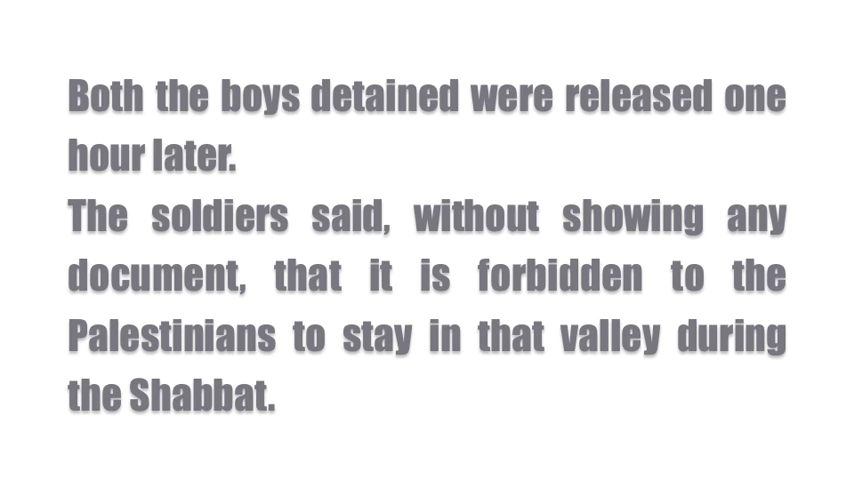 Both the boys detained were released one
hour later.
The soldiers said, without showing any
document, that it is forbidden to the
Palestinians to stay in that valley during
the Shabbat.